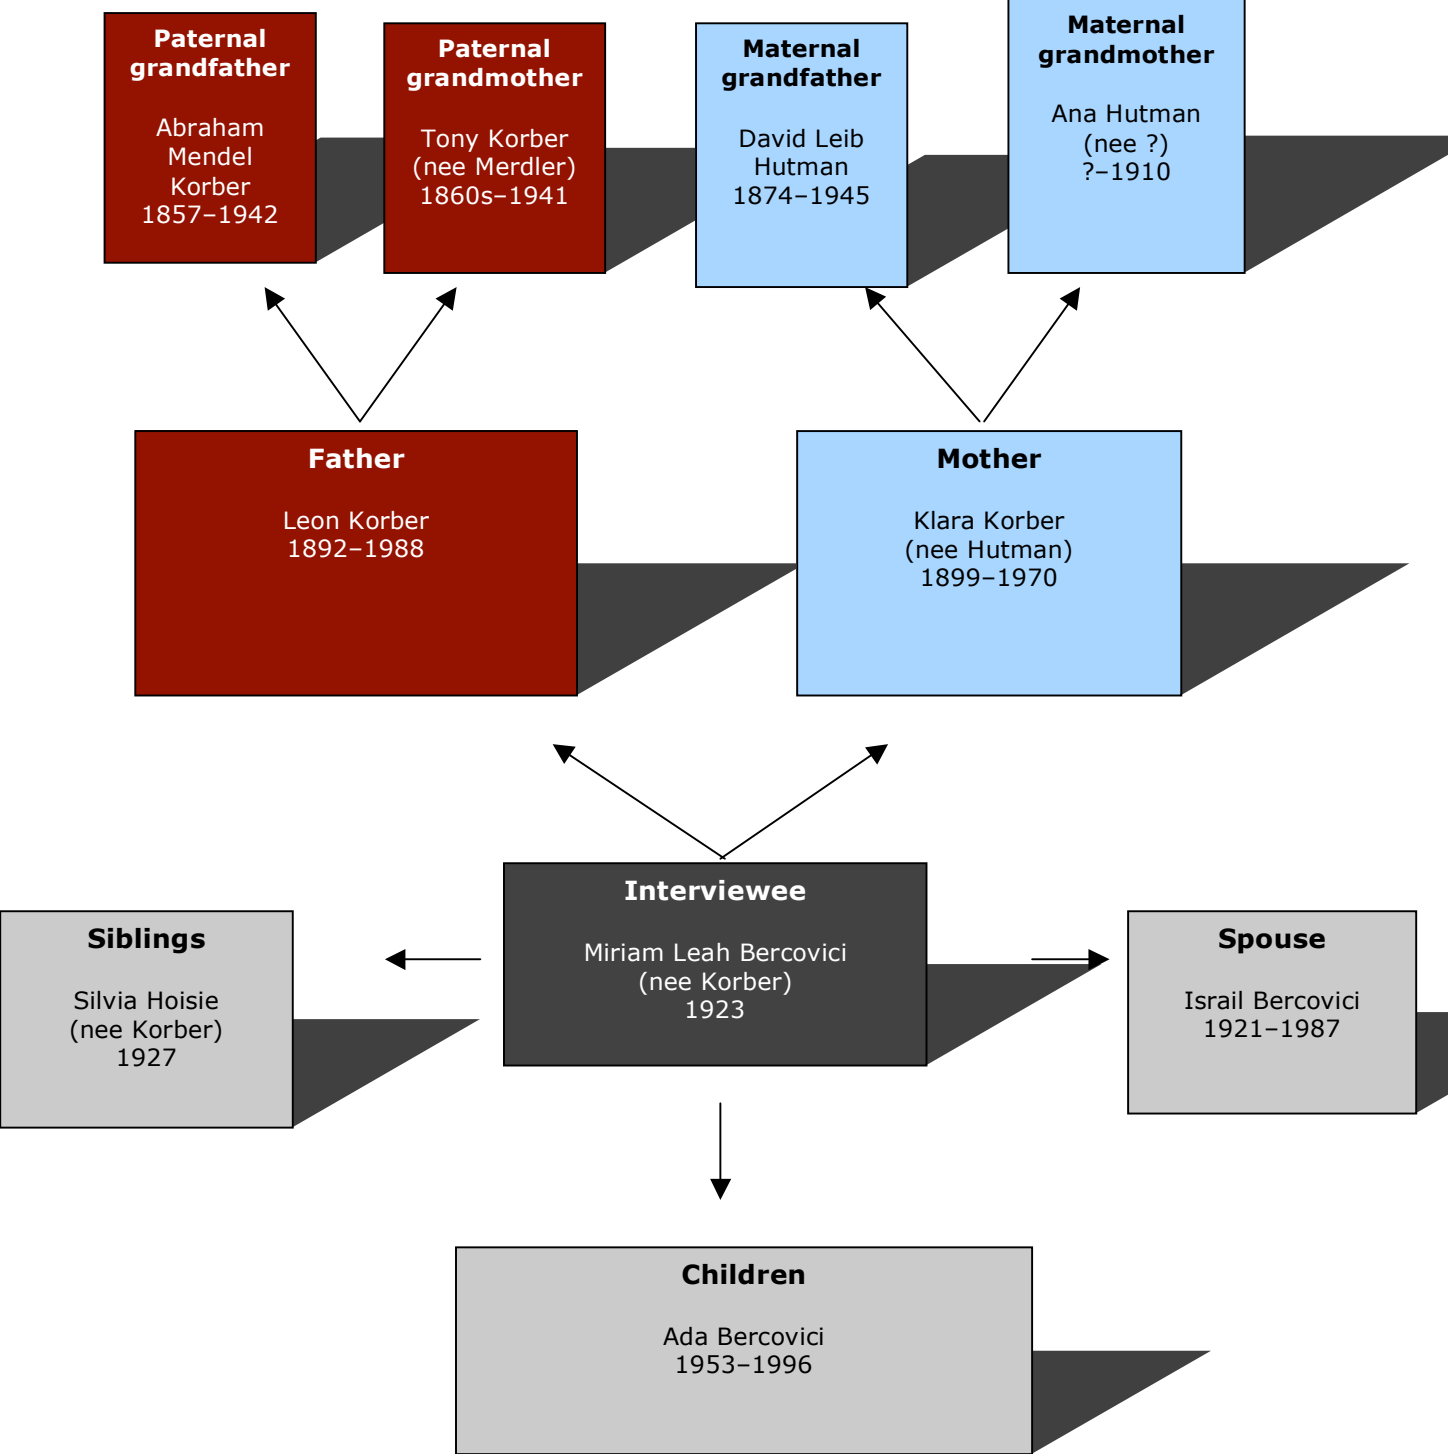 Paternal
grandfather
Abraham
Mendel
Korber
1857–1942
Paternal
grandmother
Tony Korber
(nee Merdler)
1860s–1941
Maternal
grandfather
David Leib
Hutman
1874–1945
Maternal
grandmother
Ana Hutman
(nee ?)
?–1910
Father
Leon Korber
1892–1988
Mother
Klara Korber
(nee Hutman)
1899–1970
Siblings
Silvia Hoisie
(nee Korber)
1927
Interviewee
Miriam Leah Bercovici
(nee Korber)
1923
Spouse
Israil Bercovici
1921–1987
Children
Ada Bercovici
1953–1996